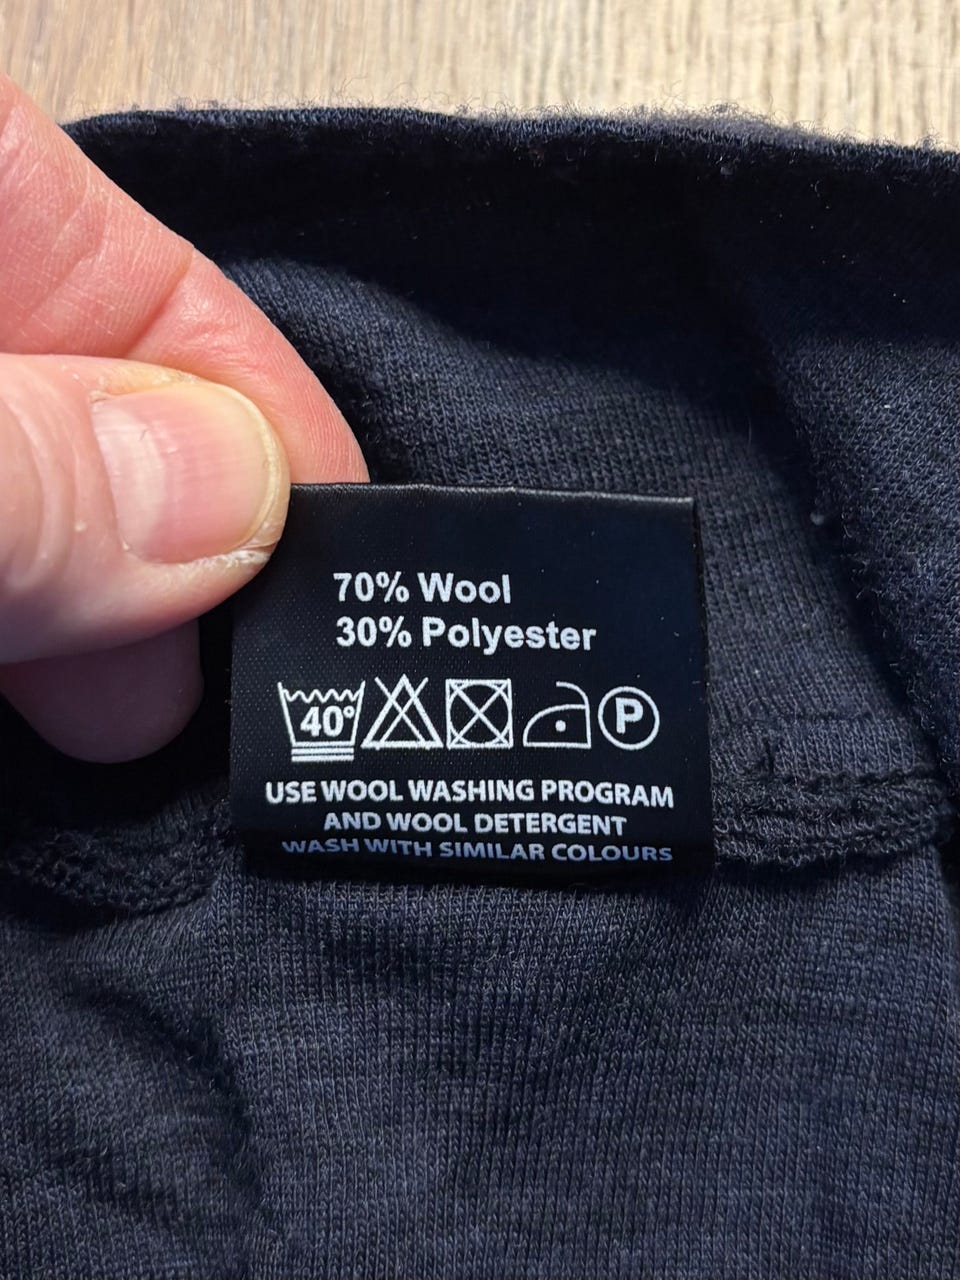 70% Wool
30% Polyester
40° P
USE WOOL WASHING PROGRAM
AND WOOL DETERGENT
WASH WITH SIMILAR COLOURS